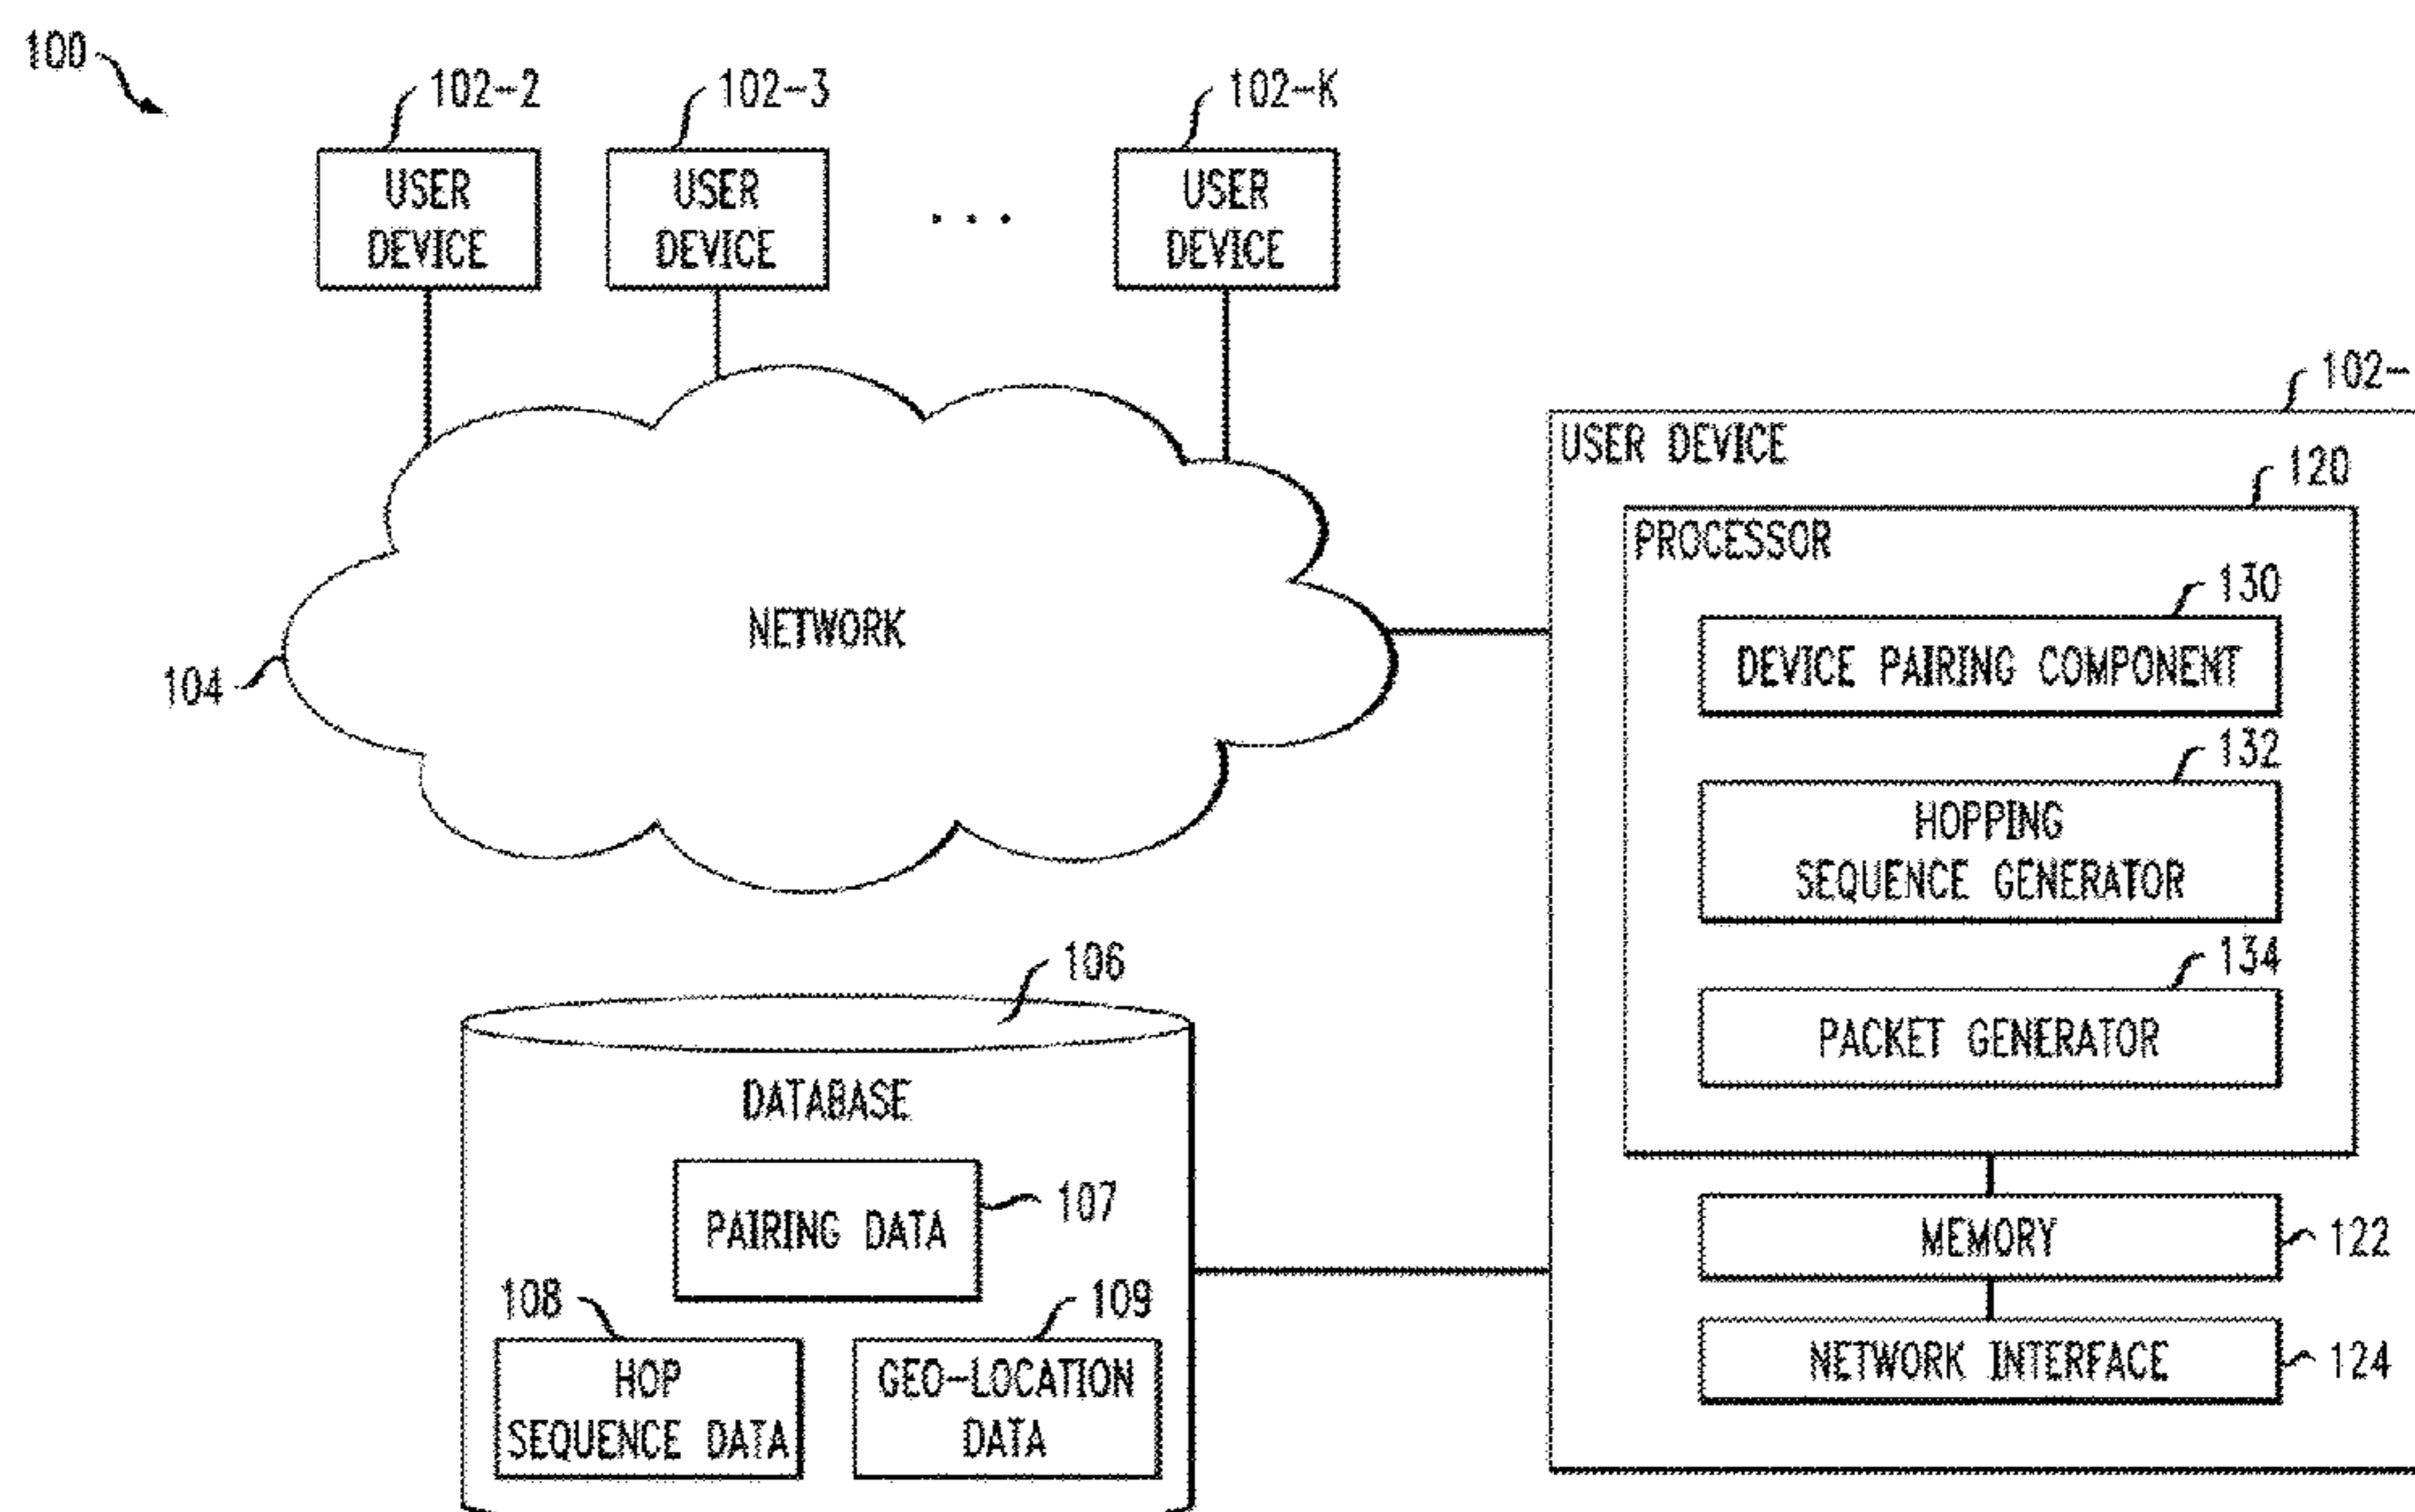 100
102-2
102-3
102-K
USER
DEVICE
USER
DEVICE
. . .
USER
DEVICE
102-
USER DEVICE
120
PROCESSOR
130
DEVICE PAIRING COMPONENT
NETWORK
104
132
HOPPING
SEQUENCE GENERATOR
134
PACKET GENERATOR
106
DATABASE
107
PAIRING DATA
108
HOP
SEQUENCE DATA
109
GEO-LOCATION
DATA
MEMORY
122
NETWORK INTERFACE
124